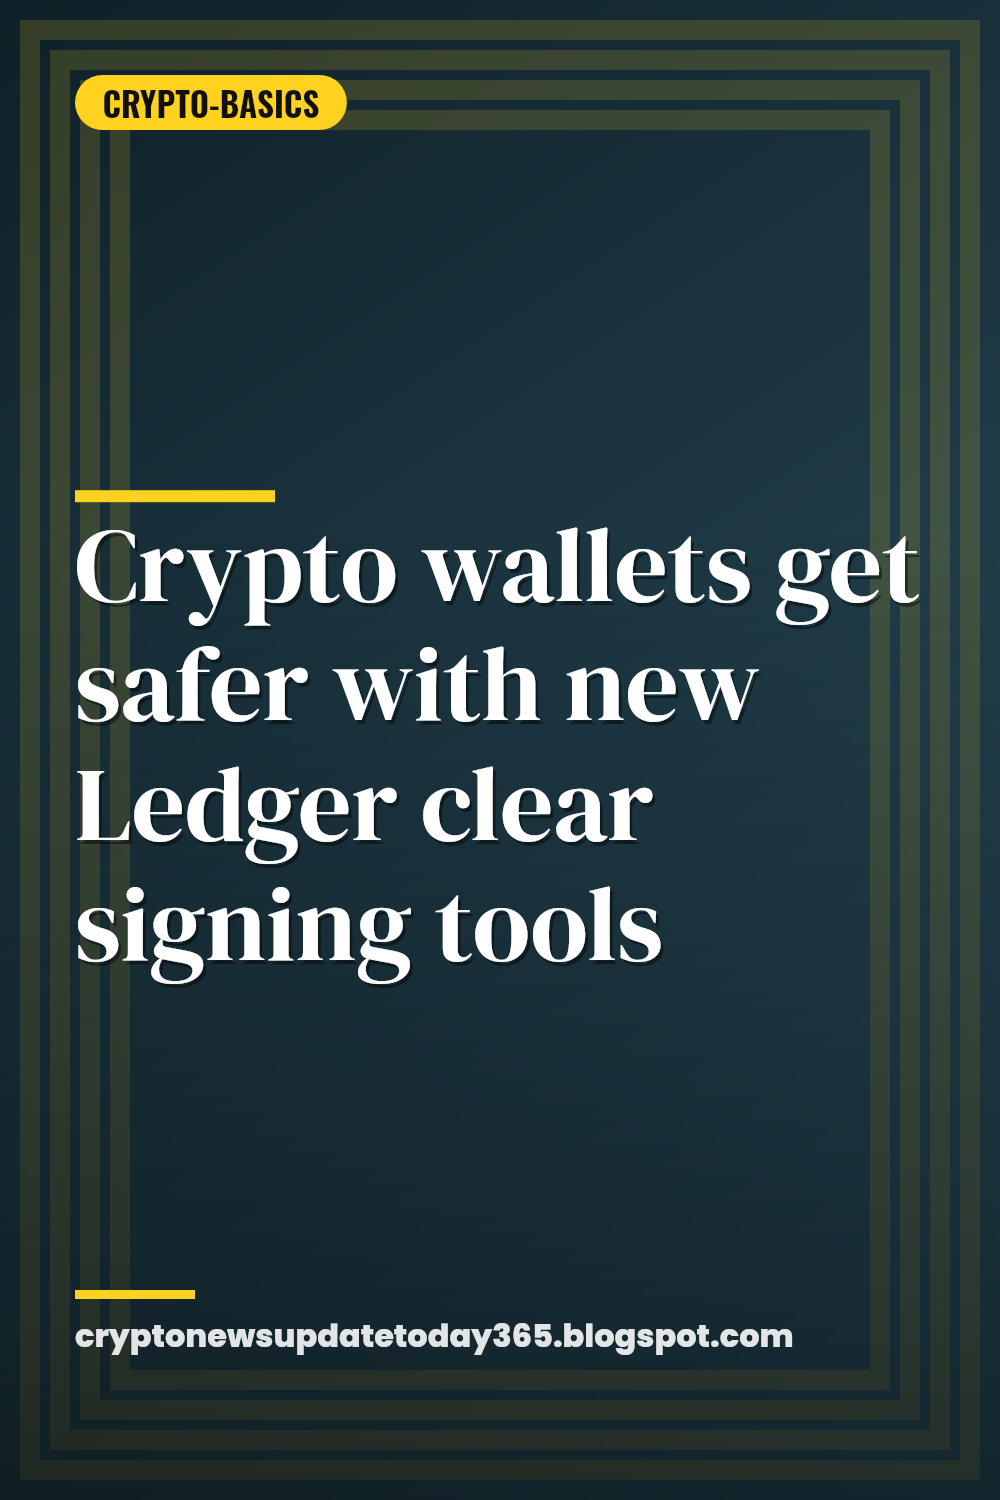 CRYPTO-BASICS
Crypto wallets get
safer with new
Ledger clear
signing tools
cryptonewsupdatetoday365.blogspot.com